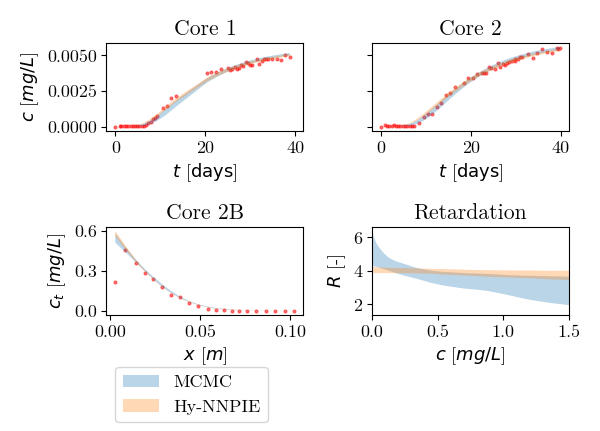 Core 1
Core 2
c [mg/L]
0.0050
0.0025
0.0000
0
20
40
0
20
40
t [days]
t [days]
Core 2B
Retardation
c_t [mg/L]
0.6
0.3
0.0
R [-]
6
4
2
0.00
0.05
0.10
0.0
0.5
1.0
1.5
x [m]
c [mg/L]
MCMC
Hy-NNPIE